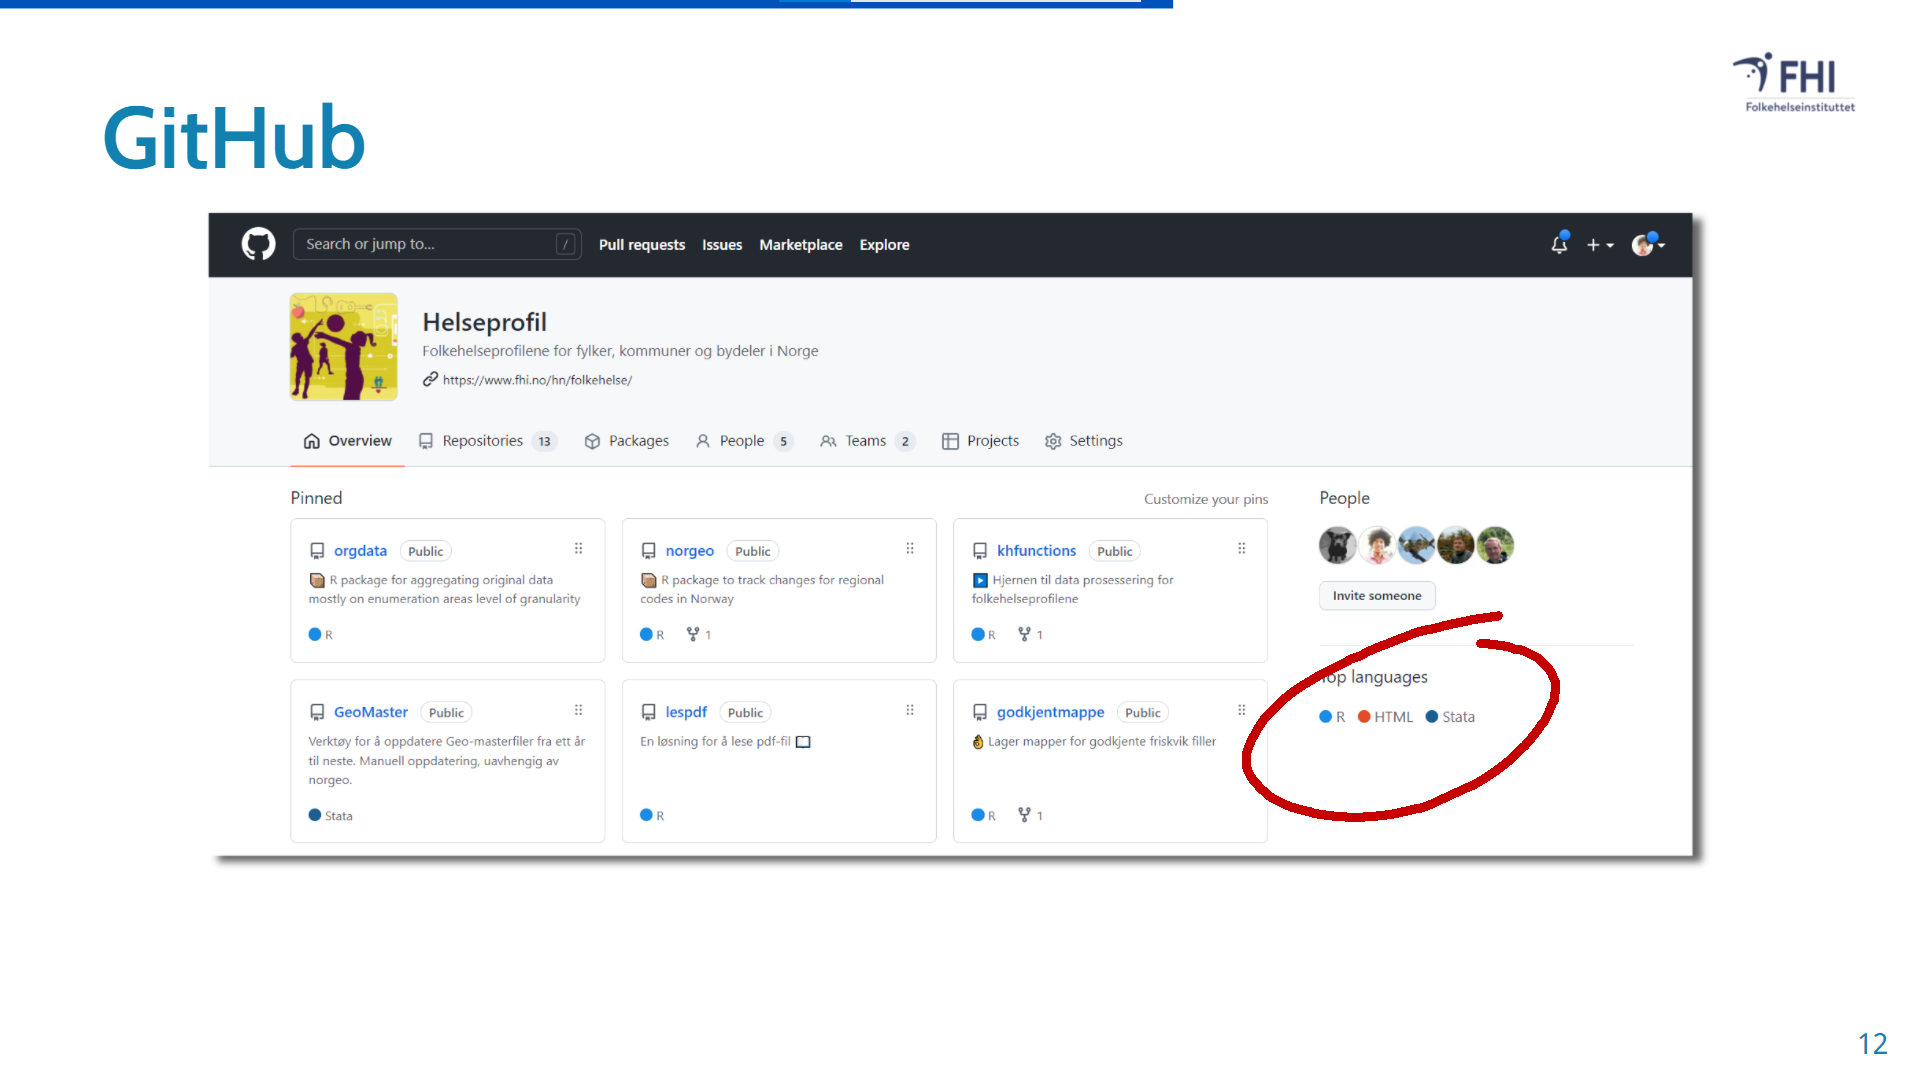 FHI
Folkehelseinstituttet
GitHub
Search or jump to...
/
Pull requests
Issues
Marketplace
Explore
Helseprofil
Folkehelseprofilene for fylker, kommuner og bydeler i Norge
https://www.fhi.no/hn/folkehelse/
Overview
Repositories 13
Packages
People 5
Teams 2
Projects
Settings
Pinned
Customize your pins
orgdata Public
R package for aggregating original data
mostly on enumeration areas level of granularity
R
norgeo Public
R package to track changes for regional
codes in Norway
R 1
khfunctions Public
Hjernen til data prosessering for
folkehelseprofilene
R 1
GeoMaster Public
Verktøy for å oppdatere Geo-masterfiler fra ett år
til neste. Manuell oppdatering, uavhengig av
norgeo.
Stata
lespdf Public
En løsning for å lese pdf-fil
R
godkjentmappe Public
Lager mapper for godkjente friskvik filler
R 1
People
Invite someone
Top languages
R HTML Stata
12